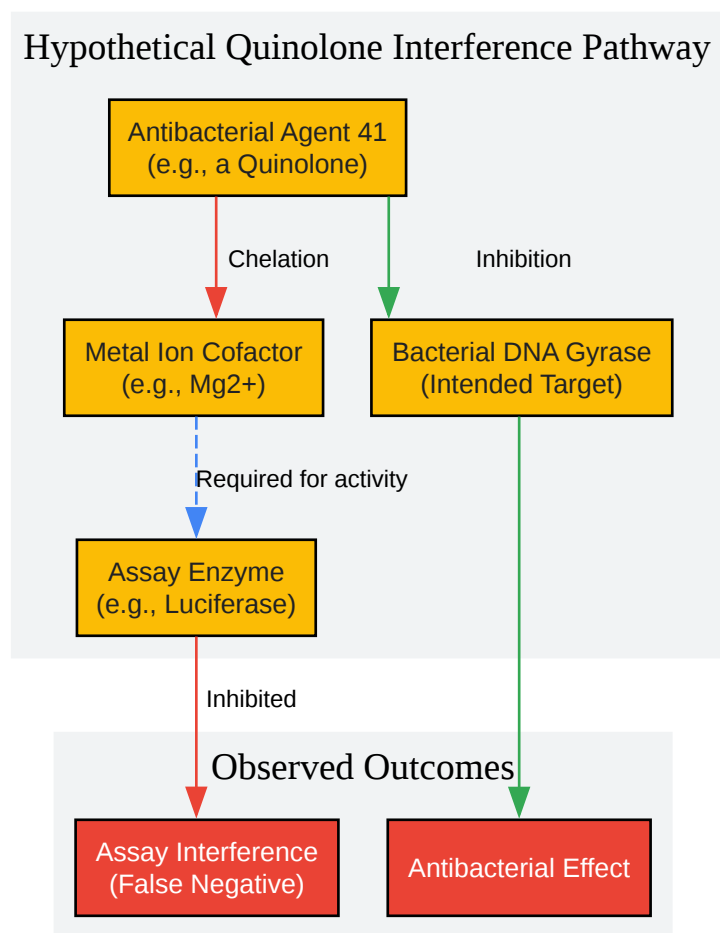 Hypothetical Quinolone Interference Pathway
Antibacterial Agent 41
(e.g., a Quinolone)
Chelation
Inhibition
Metal Ion Cofactor
(e.g., Mg2+)
Bacterial DNA Gyrase
(Intended Target)
Required for activity
Assay Enzyme
(e.g., Luciferase)
Inhibited
Observed Outcomes
Assay Interference
(False Negative)
Antibacterial Effect